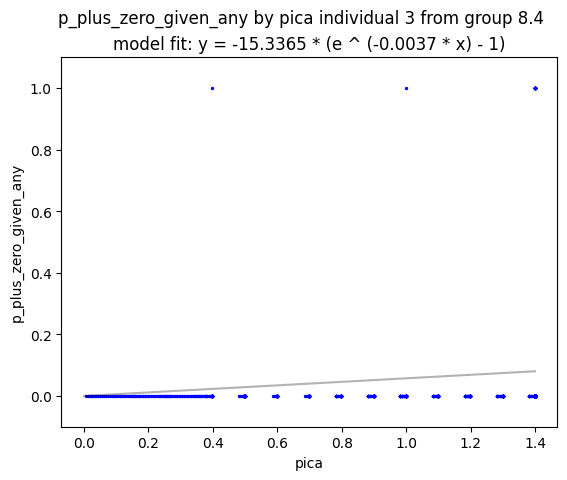 p_plus_zero_given_any by pica individual 3 from group 8.4
model fit: y = -15.3365 * (e ^ (-0.0037 * x) - 1)
p_plus_zero_given_any
1.0
0.8
0.6
0.4
0.2
0.0
0.0 0.2 0.4 0.6 0.8 1.0 1.2 1.4
pica